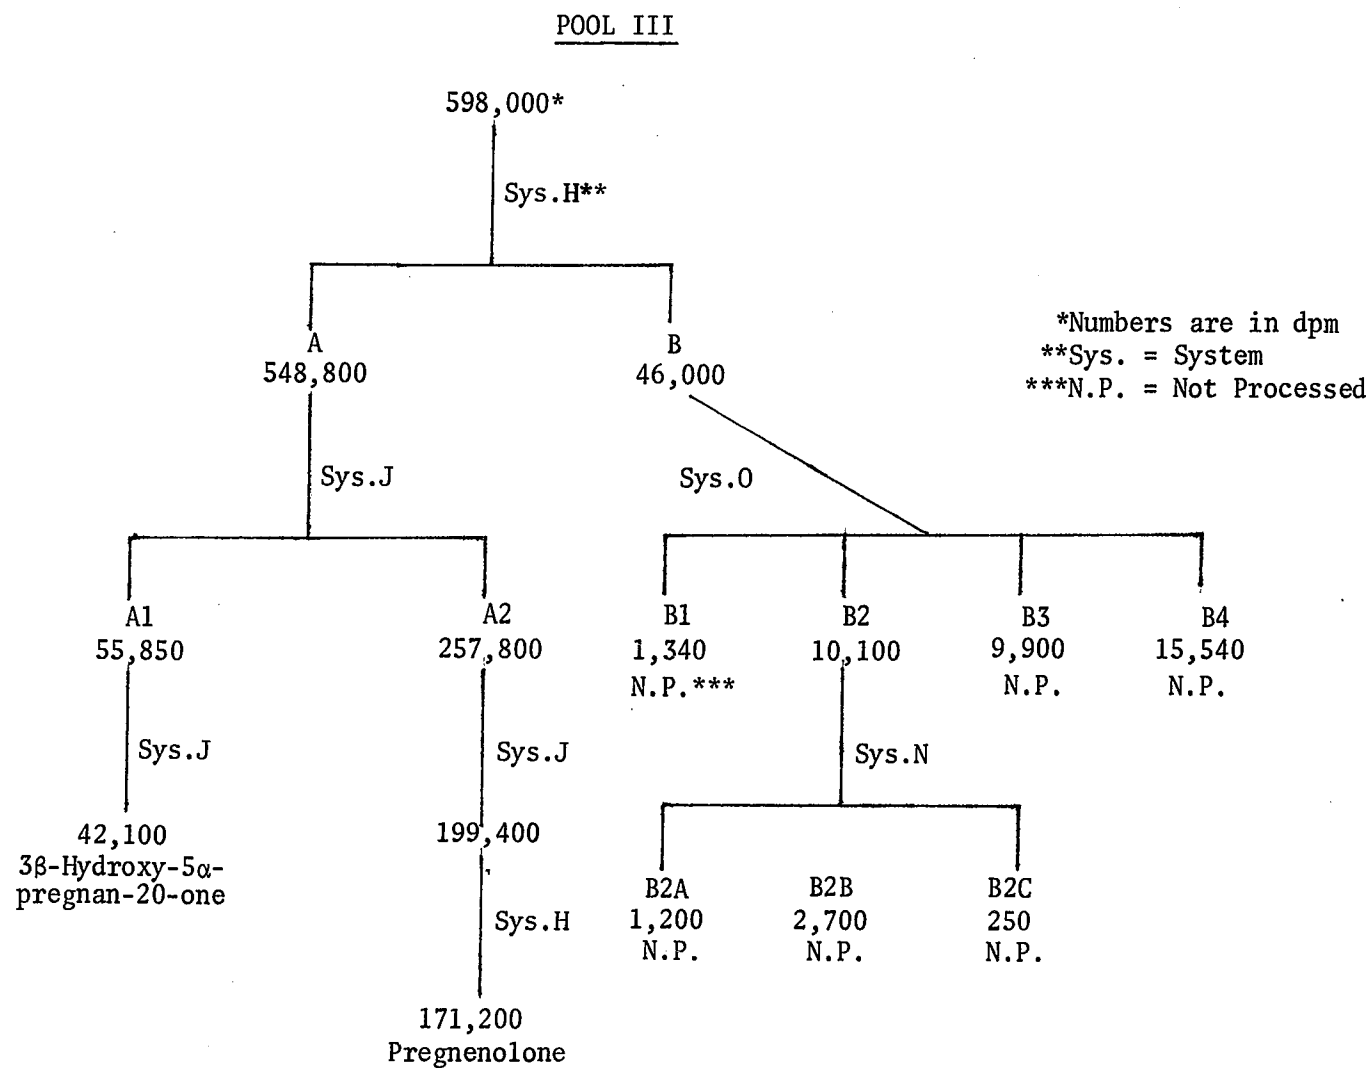 POOL III
598,000*
Sys.H**
A
548,800
B
46,000
*Numbers are in dpm
**Sys. = System
***N.P. = Not Processed
Sys.J
Sys.O
A1
55,850
A2
257,800
B1
1,340
N.P.***
B2
10,100
B3
9,900
N.P.
B4
15,540
N.P.
Sys.J
Sys.J
Sys.N
42,100
3β-Hydroxy-5α-
pregnan-20-one
199,400
Sys.H
B2A
1,200
N.P.
B2B
2,700
N.P.
B2C
250
N.P.
171,200
Pregnenolone